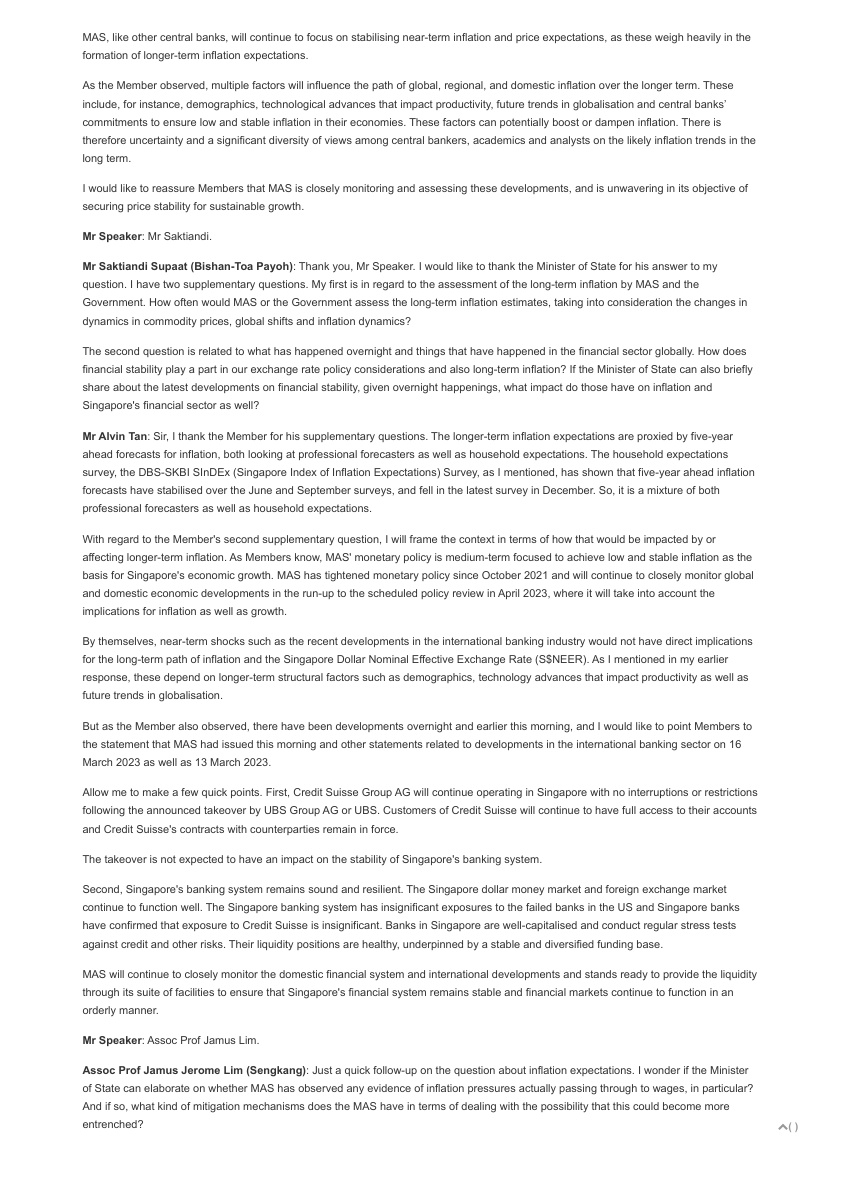 MAS, like other central banks, will continue to focus on stabilising near-term inflation and price expectations, as these weigh heavily in the
formation of longer-term inflation expectations.
As the Member observed, multiple factors will influence the path of global, regional, and domestic inflation over the longer term. These
include, for instance, demographics, technological advances that impact productivity, future trends in globalisation and central banks'
commitments to ensure low and stable inflation in their economies. These factors can potentially boost or dampen inflation. There is
therefore uncertainty and a significant diversity of views among central bankers, academics and analysts on the likely inflation trends in the
long term.
I would like to reassure Members that MAS is closely monitoring and assessing these developments, and is unwavering in its objective of
securing price stability for sustainable growth.
Mr Speaker: Mr Saktiandi.
Mr Saktiandi Supaat (Bishan-Toa Payoh): Thank you, Mr Speaker. I would like to thank the Minister of State for his answer to my
question. I have two supplementary questions. My first is in regard to the assessment of the long-term inflation by MAS and the
Government. How often would MAS or the Government assess the long-term inflation estimates, taking into consideration the changes in
dynamics in commodity prices, global shifts and inflation dynamics?
The second question is related to what has happened overnight and things that have happened in the financial sector globally. How does
financial stability play a part in our exchange rate policy considerations and also long-term inflation? If the Minister of State can also briefly
share about the latest developments on financial stability, given overnight happenings, what impact do those have on inflation and
Singapore's financial sector as well?
Mr Alvin Tan: Sir, I thank the Member for his supplementary questions. The longer-term inflation expectations are proxied by five-year
ahead forecasts for inflation, both looking at professional forecasters as well as household expectations. The household expectations
survey, the DBS-SKBI SInDEx (Singapore Index of Inflation Expectations) Survey, as I mentioned, has shown that five-year ahead inflation
forecasts have stabilised over the June and September surveys, and fell in the latest survey in December. So, it is a mixture of both
professional forecasters as well as household expectations.
With regard to the Member's second supplementary question, I will frame the context in terms of how that would be impacted by or
affecting longer-term inflation. As Members know, MAS' monetary policy is medium-term focused to achieve low and stable inflation as the
basis for Singapore's economic growth. MAS has tightened monetary policy since October 2021 and will continue to closely monitor global
and domestic economic developments in the run-up to the scheduled policy review in April 2023, where it will take into account the
implications for inflation as well as growth.
By themselves, near-term shocks such as the recent developments in the international banking industry would not have direct implications
for the long-term path of inflation and the Singapore Dollar Nominal Effective Exchange Rate (S$NEER). As I mentioned in my earlier
response, these depend on longer-term structural factors such as demographics, technology advances that impact productivity as well as
future trends in globalisation.
But as the Member also observed, there have been developments overnight and earlier this morning, and I would like to point Members to
the statement that MAS had issued this morning and other statements related to developments in the international banking sector on 16
March 2023 as well as 13 March 2023.
Allow me to make a few quick points. First, Credit Suisse Group AG will continue operating in Singapore with no interruptions or restrictions
following the announced takeover by UBS Group AG or UBS. Customers of Credit Suisse will continue to have full access to their accounts
and Credit Suisse's contracts with counterparties remain in force.
The takeover is not expected to have an impact on the stability of Singapore's banking system.
Second, Singapore's banking system remains sound and resilient. The Singapore dollar money market and foreign exchange market
continue to function well. The Singapore banking system has insignificant exposures to the failed banks in the US and Singapore banks
have confirmed that exposure to Credit Suisse is insignificant. Banks in Singapore are well-capitalised and conduct regular stress tests
against credit and other risks. Their liquidity positions are healthy, underpinned by a stable and diversified funding base.
MAS will continue to closely monitor the domestic financial system and international developments and stands ready to provide the liquidity
through its suite of facilities to ensure that Singapore's financial system remains stable and financial markets continue to function in an
orderly manner.
Mr Speaker: Assoc Prof Jamus Lim.
Assoc Prof Jamus Jerome Lim (Sengkang): Just a quick follow-up on the question about inflation expectations. I wonder if the Minister
of State can elaborate on whether MAS has observed any evidence of inflation pressures actually passing through to wages, in particular?
And if so, what kind of mitigation mechanisms does the MAS have in terms of dealing with the possibility that this could become more
entrenched?
( )